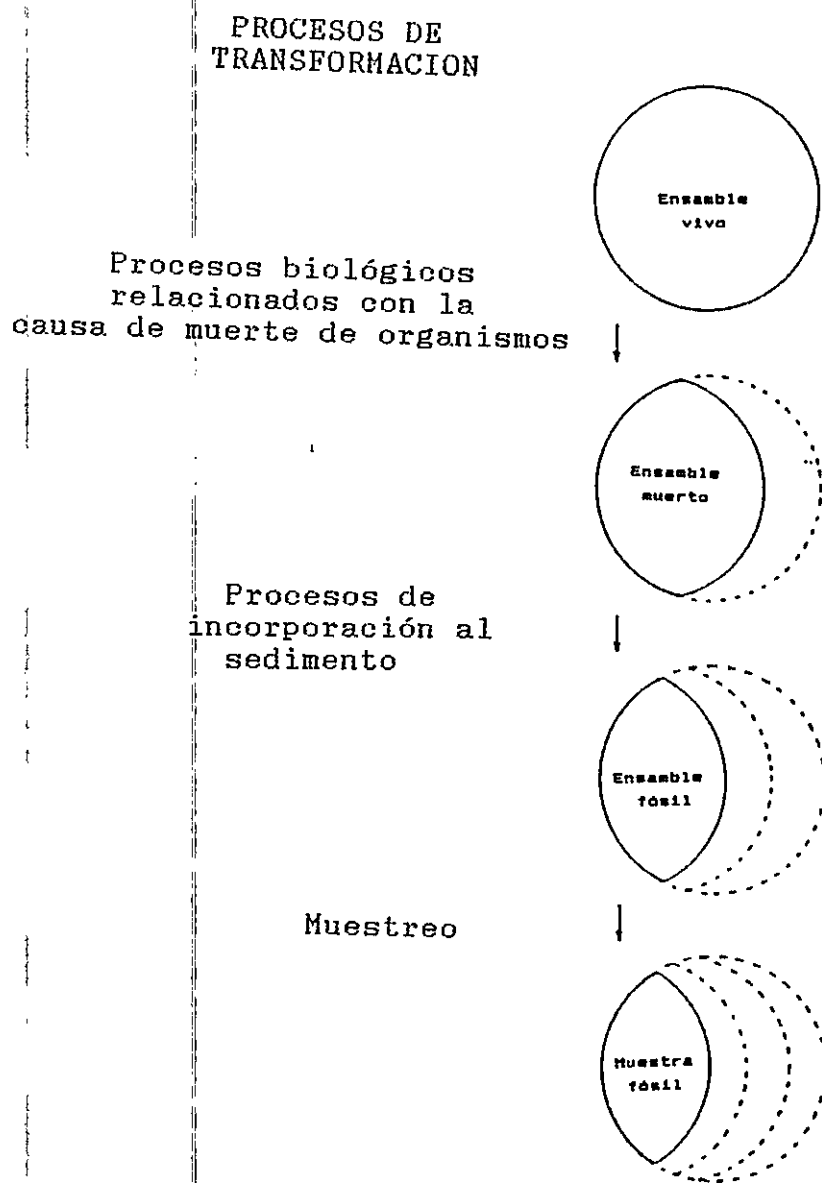 PROCESOS DE
TRANSFORMACION
Ensamble
vivo
Procesos biológicos
relacionados con la
causa de muerte de organismos
Ensamble
muerto
Procesos de
incorporación al
sedimento
Ensamble
fósil
Muestreo
Muestra
fósil